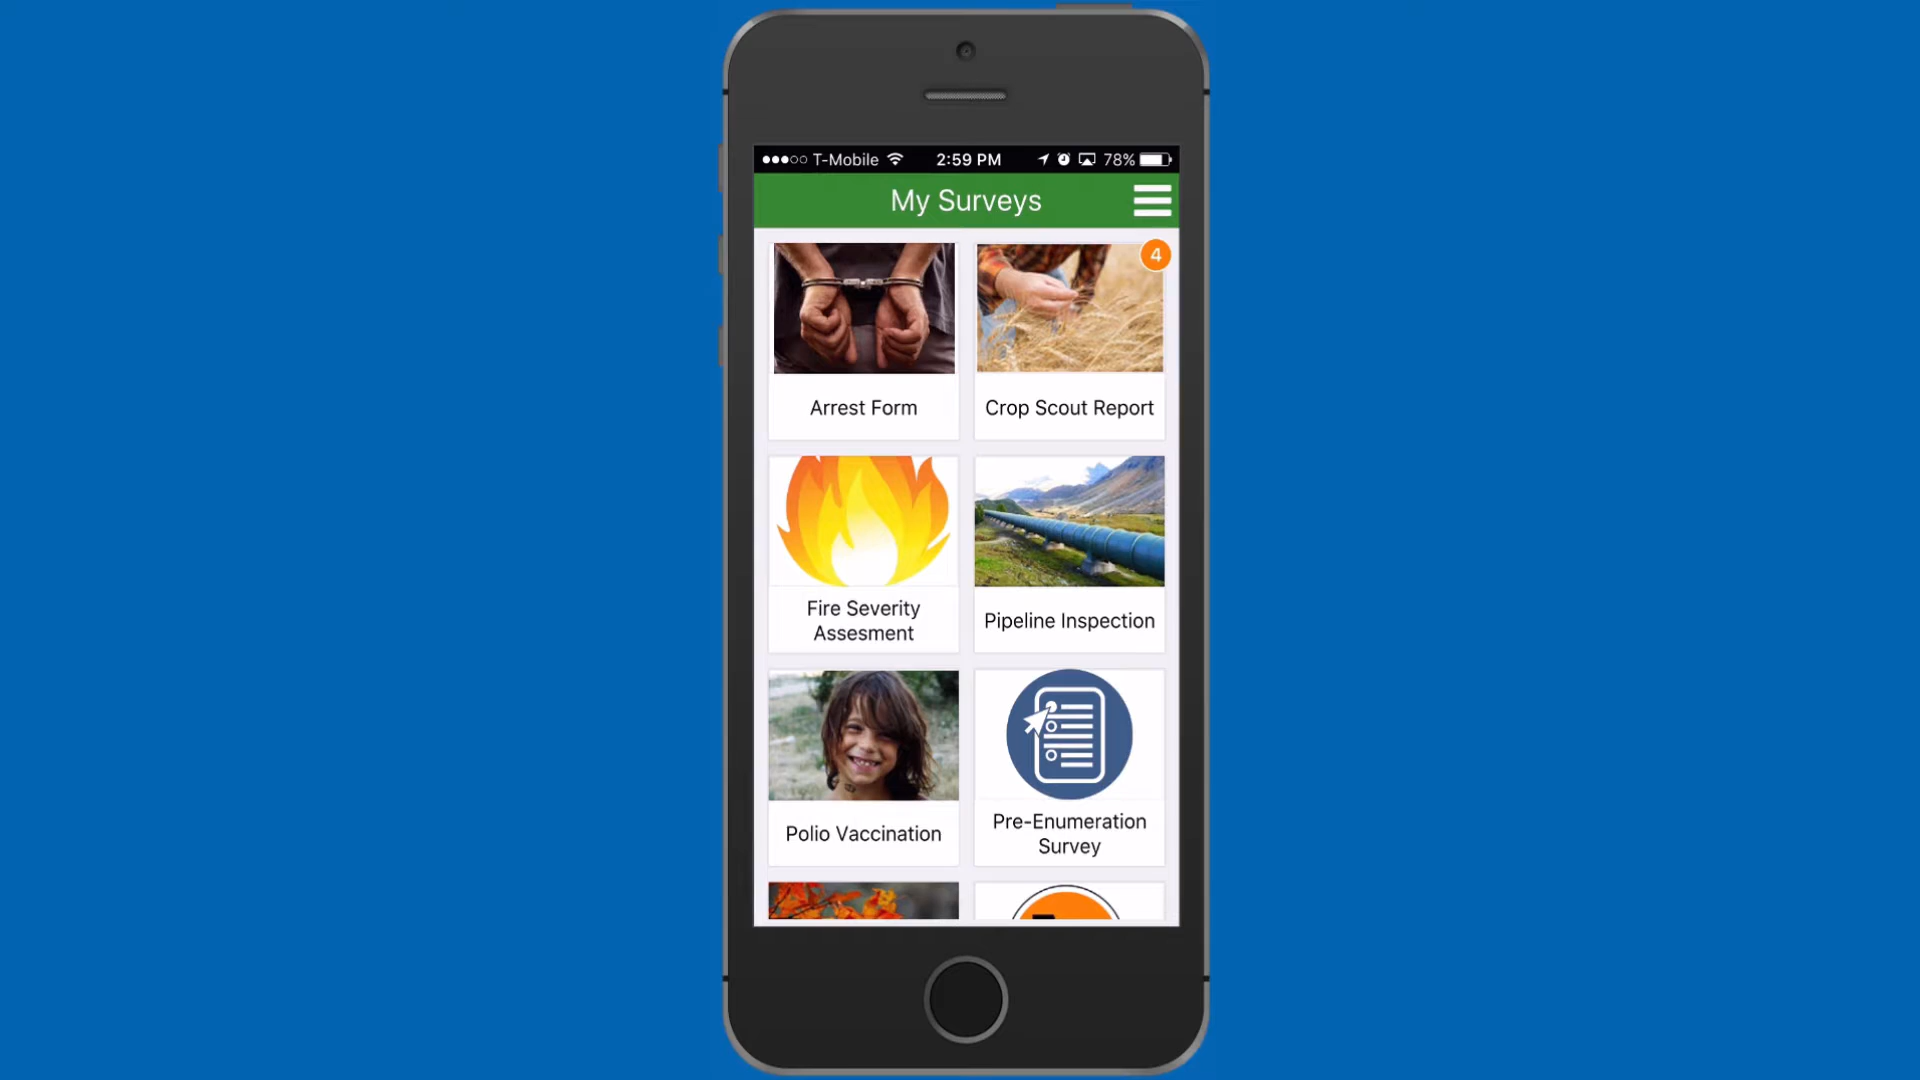 T-Mobile 2:59 PM 78%
My Surveys
4
Arrest Form
Crop Scout Report
Fire Severity
Assesment
Pipeline Inspection
Polio Vaccination
Pre-Enumeration
Survey